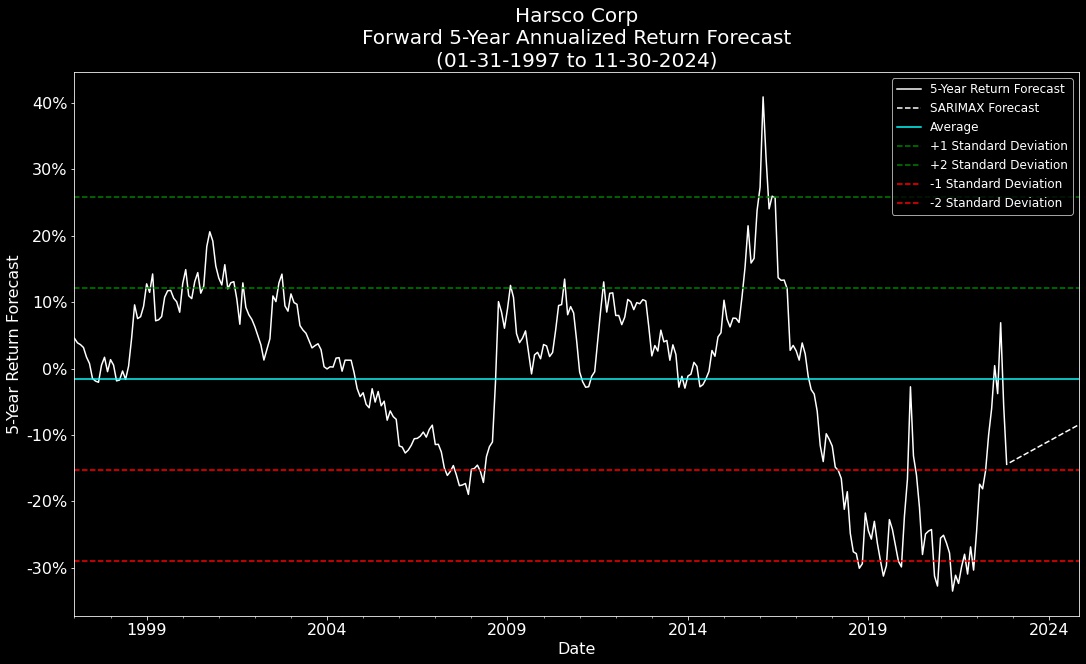 Harsco Corp
Forward 5-Year Annualized Return Forecast
(01-31-1997 to 11-30-2024)
5-Year Return Forecast
SARIMAX Forecast
Average
+1 Standard Deviation
+2 Standard Deviation
-1 Standard Deviation
-2 Standard Deviation
5-Year Return Forecast
40%
30%
20%
10%
0%
-10%
-20%
-30%
1999 2004 2009 2014 2019 2024
Date